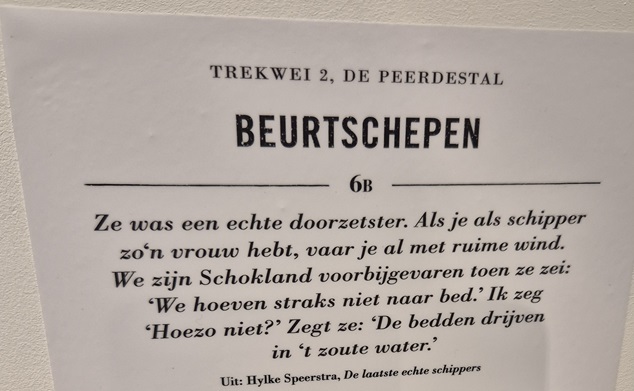 TREKWEI 2, DE PEERDESTAL
BEURTSCHEPEN
6B
Ze was een echte doorzetster. Als je als schipper
zo‘n vrouw hebt, vaar je al met ruime wind.
We zijn Schokland voorbijgevaren toen ze zei:
‘We hoeven straks niet naar bed.’ Ik zeg
‘Hoezo niet?’ Zegt ze: ‘De bedden drijven
in ‘t zoute water.’
Uit: Hylke Speerstra, De laatste echte schippers